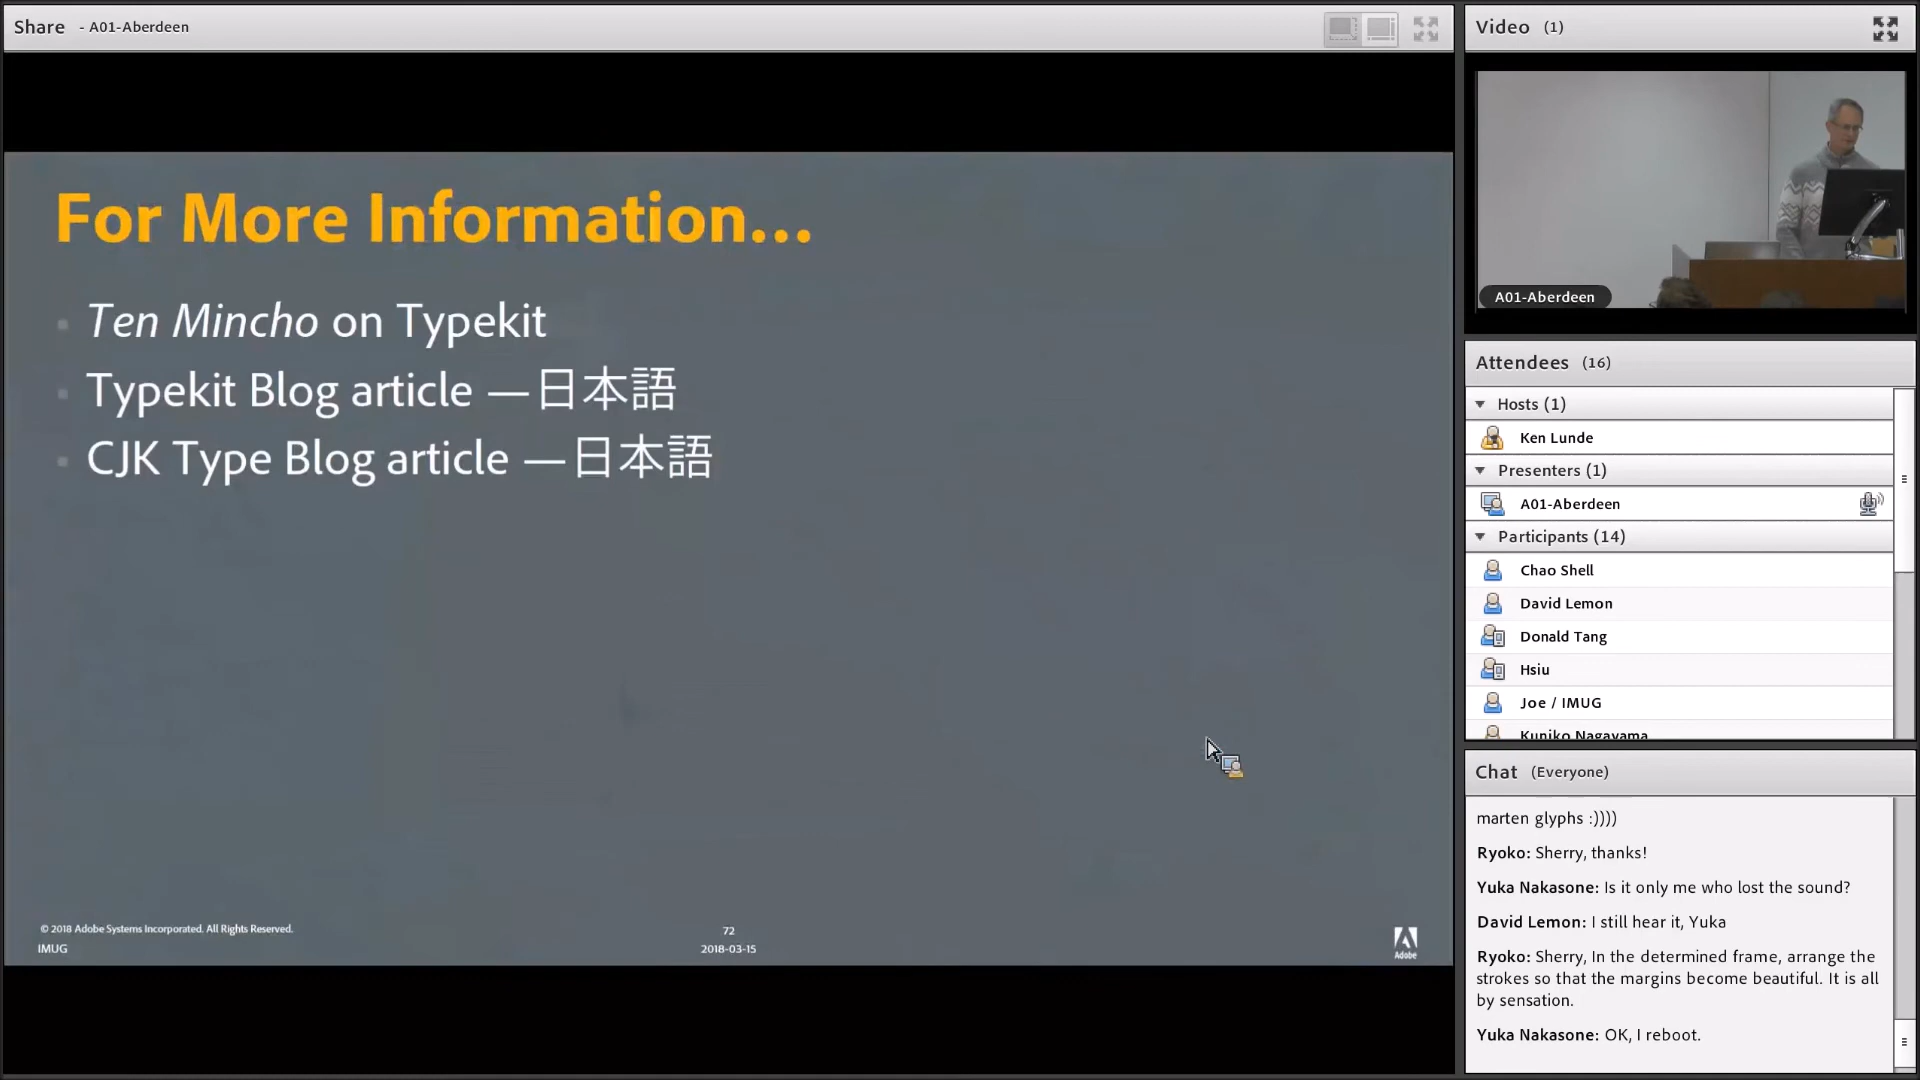 Share - A01-Aberdeen
For More Information...
Ten Mincho on Typekit
Typekit Blog article —日本語
CJK Type Blog article —日本語
© 2018 Adobe Systems Incorporated. All Rights Reserved.
IMUG
72
2018-03-15
Adobe
Video (1)
A01-Aberdeen
Attendees (16)
Hosts (1)
Ken Lunde
Presenters (1)
A01-Aberdeen
Participants (14)
Chao Shell
David Lemon
Donald Tang
Hsiu
Joe / IMUG
Kuniko Nagayama
Chat (Everyone)
marten glyphs :))))
Ryoko: Sherry, thanks!
Yuka Nakasone: Is it only me who lost the sound?
David Lemon: I still hear it, Yuka
Ryoko: Sherry, In the determined frame, arrange the
strokes so that the margins become beautiful. It is all
by sensation.
Yuka Nakasone: OK, I reboot.